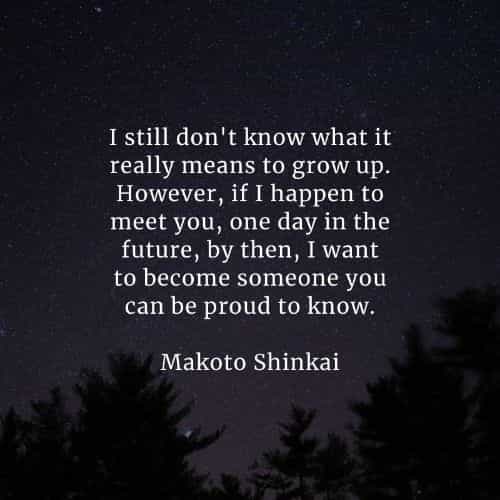 I still don't know what it
really means to grow up.
However, if I happen to
meet you, one day in the
future, by then, I want
to become someone you
can be proud to know.
Makoto Shinkai